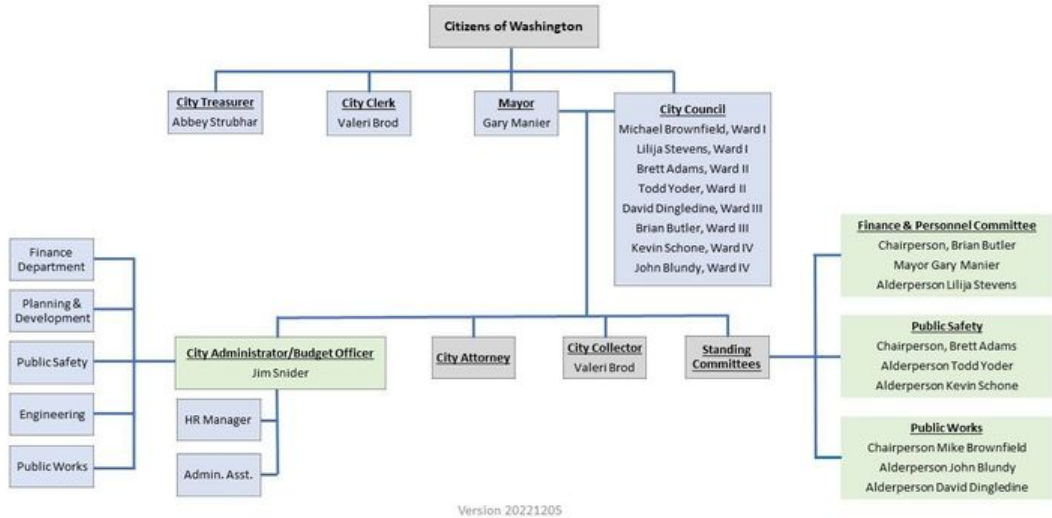 Citizens of Washington
City Treasurer
Abbey Strubhar
City Clerk
Valeri Brod
Mayor
Gary Manier
City Council
Michael Brownfield, Ward I
Lilija Stevens, Ward I
Brett Adams, Ward II
Todd Yoder, Ward II
David Dingledine, Ward III
Brian Butler, Ward III
Kevin Schone, Ward IV
John Blundy, Ward IV
Finance
Department
Planning &
Development
Public Safety
Engineering
Public Works
City Administrator/Budget Officer
Jim Snider
HR Manager
Admin. Asst.
City Attorney
City Collector
Valeri Brod
Standing
Committees
Finance & Personnel Committee
Chairperson, Brian Butler
Mayor Gary Manier
Alderperson Lilija Stevens
Public Safety
Chairperson, Brett Adams
Alderperson Todd Yoder
Alderperson Kevin Schone
Public Works
Chairperson Mike Brownfield
Alderperson John Blundy
Alderperson David Dingledine
Version 20221205